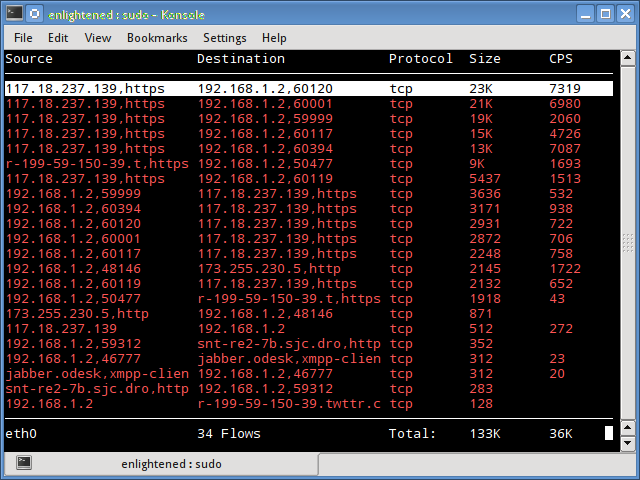 enlightened : sudo – Konsole
File Edit View Bookmarks Settings Help
Source Destination Protocol Size CPS
117.18.237.139,https 192.168.1.2,60120 tcp 23K 7319
117.18.237.139,https 192.168.1.2,60001 tcp 21K 6980
117.18.237.139,https 192.168.1.2,59999 tcp 19K 2060
117.18.237.139,https 192.168.1.2,60117 tcp 15K 4726
117.18.237.139,https 192.168.1.2,60394 tcp 13K 7087
r-199-59-150-39.t,https 192.168.1.2,50477 tcp 9K 1693
117.18.237.139,https 192.168.1.2,60119 tcp 5437 1513
192.168.1.2,59999 117.18.237.139,https tcp 3636 532
192.168.1.2,60394 117.18.237.139,https tcp 3171 938
192.168.1.2,60120 117.18.237.139,https tcp 2931 722
192.168.1.2,60001 117.18.237.139,https tcp 2872 706
192.168.1.2,60117 117.18.237.139,https tcp 2248 758
192.168.1.2,48146 173.255.230.5,http tcp 2145 1722
192.168.1.2,60119 117.18.237.139,https tcp 2132 652
192.168.1.2,50477 r-199-59-150-39.t,https tcp 1918 43
173.255.230.5,http 192.168.1.2,48146 tcp 871
117.18.237.139 192.168.1.2 tcp 512 272
192.168.1.2,59312 snt-re2-7b.sjc.dro,http tcp 352
192.168.1.2,46777 jabber.odesk,xmpp-clien tcp 312 23
jabber.odesk,xmpp-clien 192.168.1.2,46777 tcp 312 20
snt-re2-7b.sjc.dro,http 192.168.1.2,59312 tcp 283
192.168.1.2 r-199-59-150-39.twttr.c tcp 128
eth0 34 Flows Total: 133K 36K
enlightened : sudo